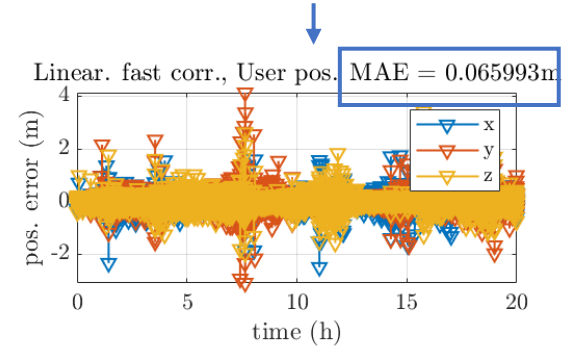 Linear. fast corr., User pos. MAE = 0.065993m
4
2
0
-2
pos. error (m)
x
y
z
0 5 10 15 20
time (h)